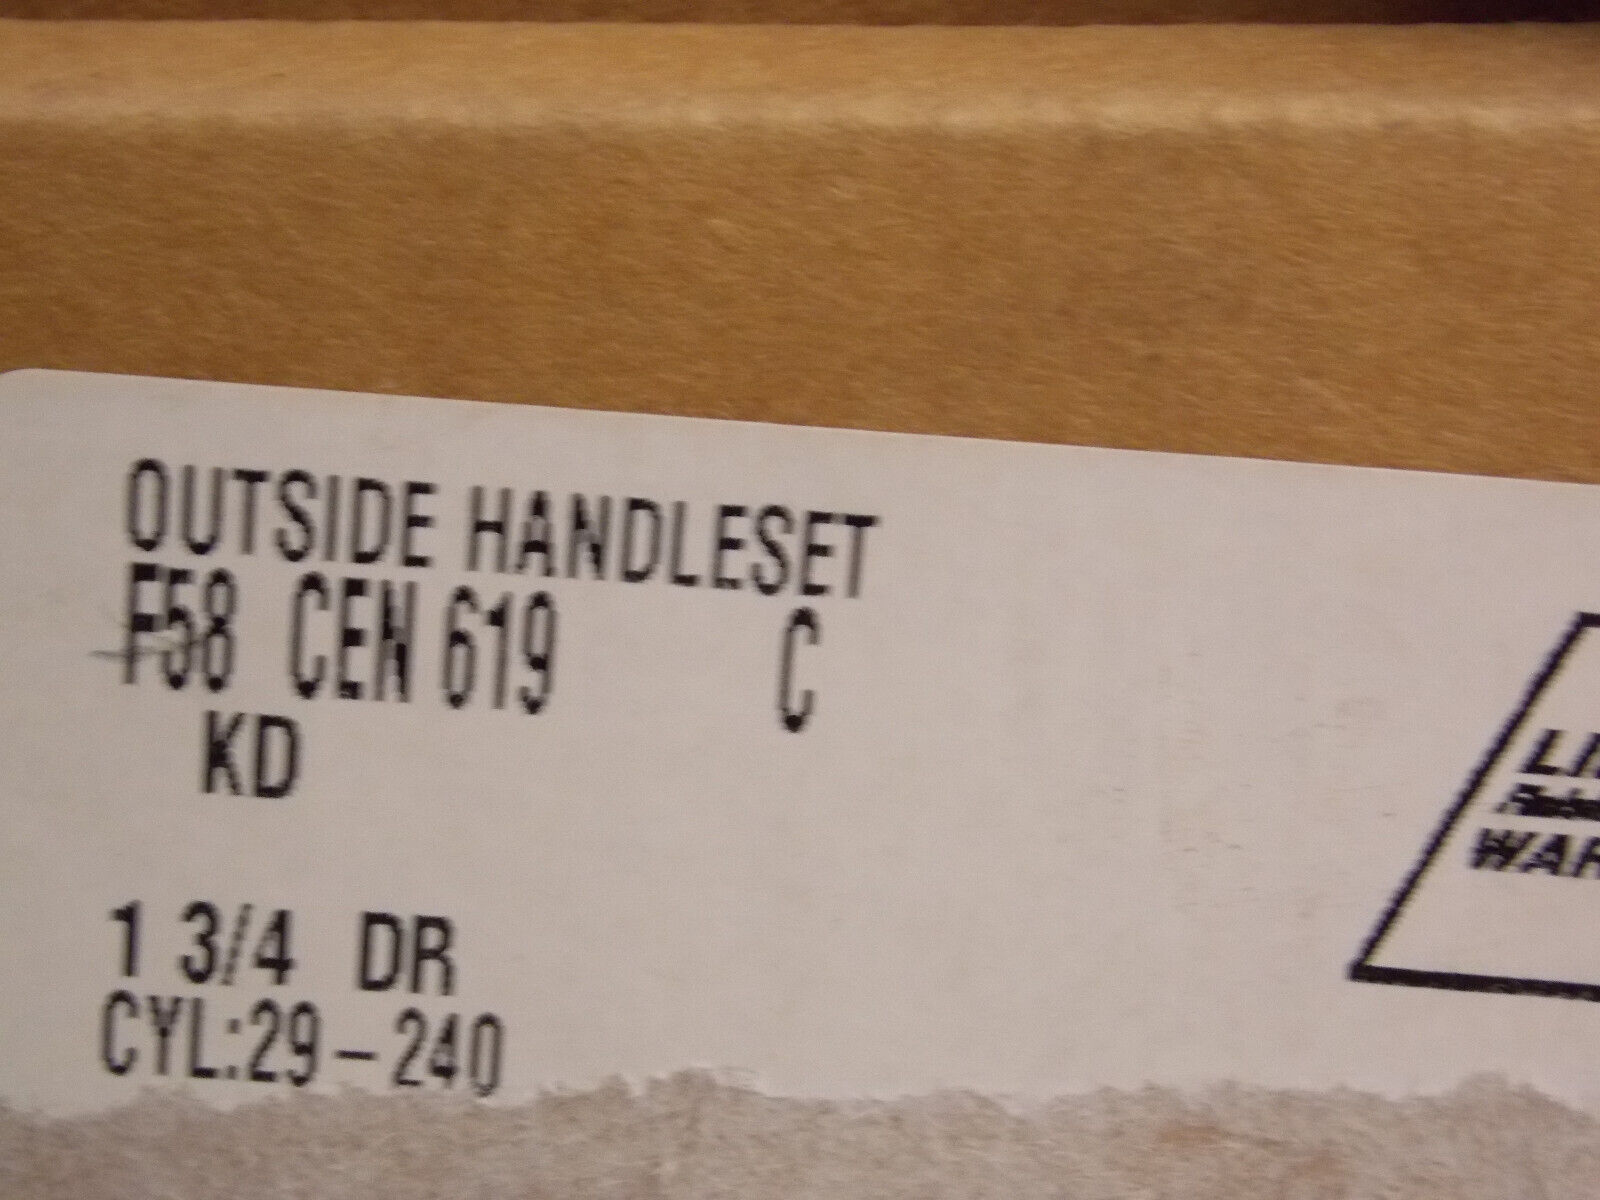 OUTSIDE HANDLESET
F58 CEN 619 C
KD
1 3/4 DR
CYL:29-240